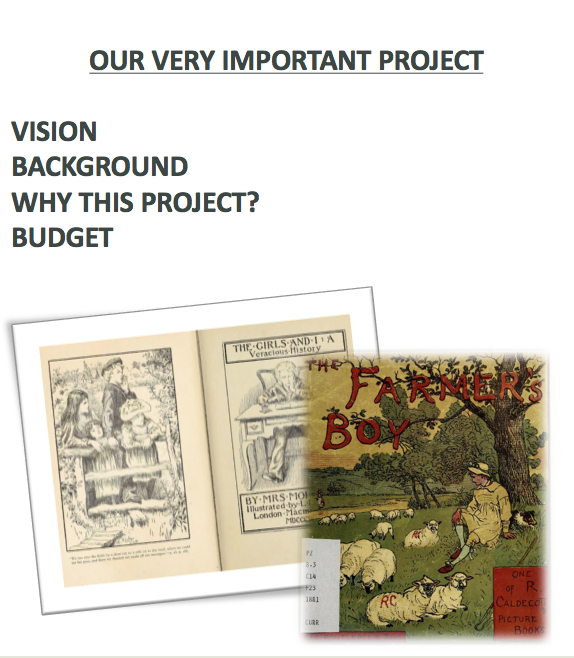 OUR VERY IMPORTANT PROJECT
VISION
BACKGROUND
WHY THIS PROJECT?
BUDGET
THE·GIRLS·AND·I:A
Veracious·History
BY·MRS·MO
Illustrated·by·L
London·Macm
THE
FARMER'S
BOY
RC
RC
ONE
OF R.
CALDECO
PICTURE
BOOKS